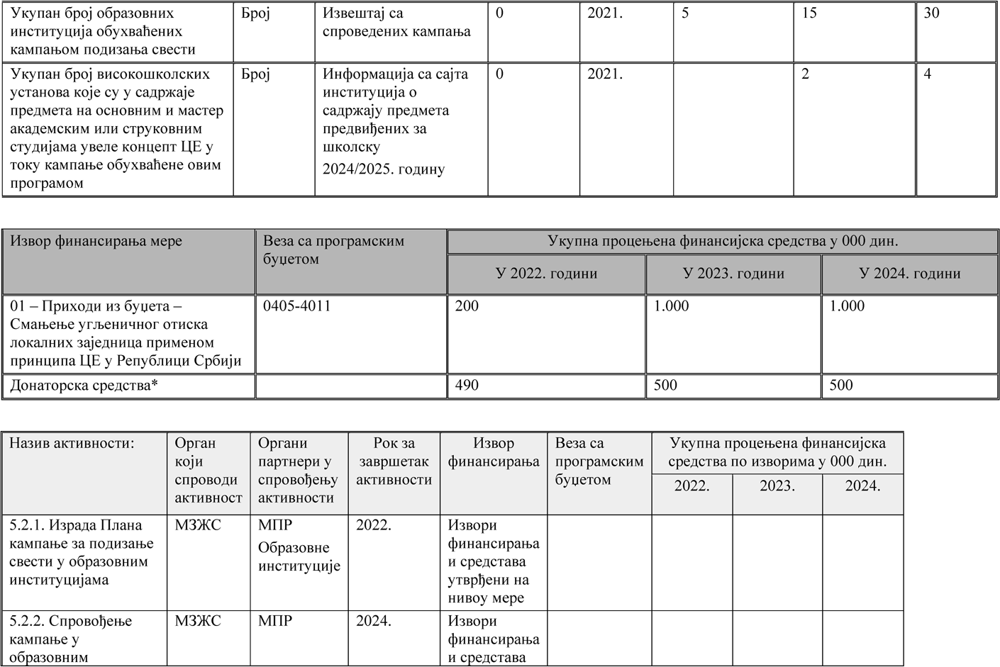 Укупан број образовних институција обухваћених кампањом подизања свести
Број
Извештај са спроведених кампања
0
2021.
5
15
30
Укупан број високошколских установа које су у садржаје предмета на основним и мастер академским или струковним студијама увеле концепт ЦЕ у току кампање обухваћене овим програмом
Број
Информација са сајта институција о садржају предмета предвиђених за школску
2024/2025. годину
0
2021.
2
4
Извор финансирања мере
Веза са програмским буџетом
Укупна процењена финансијска средства у 000 дин.
У 2022. години
У 2023. години
У 2024. години
01 – Приходи из буџета – Смањење угљеничног отиска локалних заједница применом принципа ЦЕ у Републици Србији
0405-4011
200
1.000
1.000
Донаторска средства*
490
500
500
Назив активности:
Орган који спроводи активност
Органи партнери у спровођењу активности
Рок за завршетак активности
Извор финансирања
Веза са програмским буџетом
Укупна процењена финансијска средства по изворима у 000 дин.
2022.
2023.
2024.
5.2.1. Израда Плана кампање за подизање свести у образовним институцијама
МЗЖС
МПР
Образовне институције
2022.
Извори финансирања и средстава утврђени на нивоу мере
5.2.2. Спровођење кампање у образовним
МЗЖС
МПР
2024.
Извори финансирања и средстава